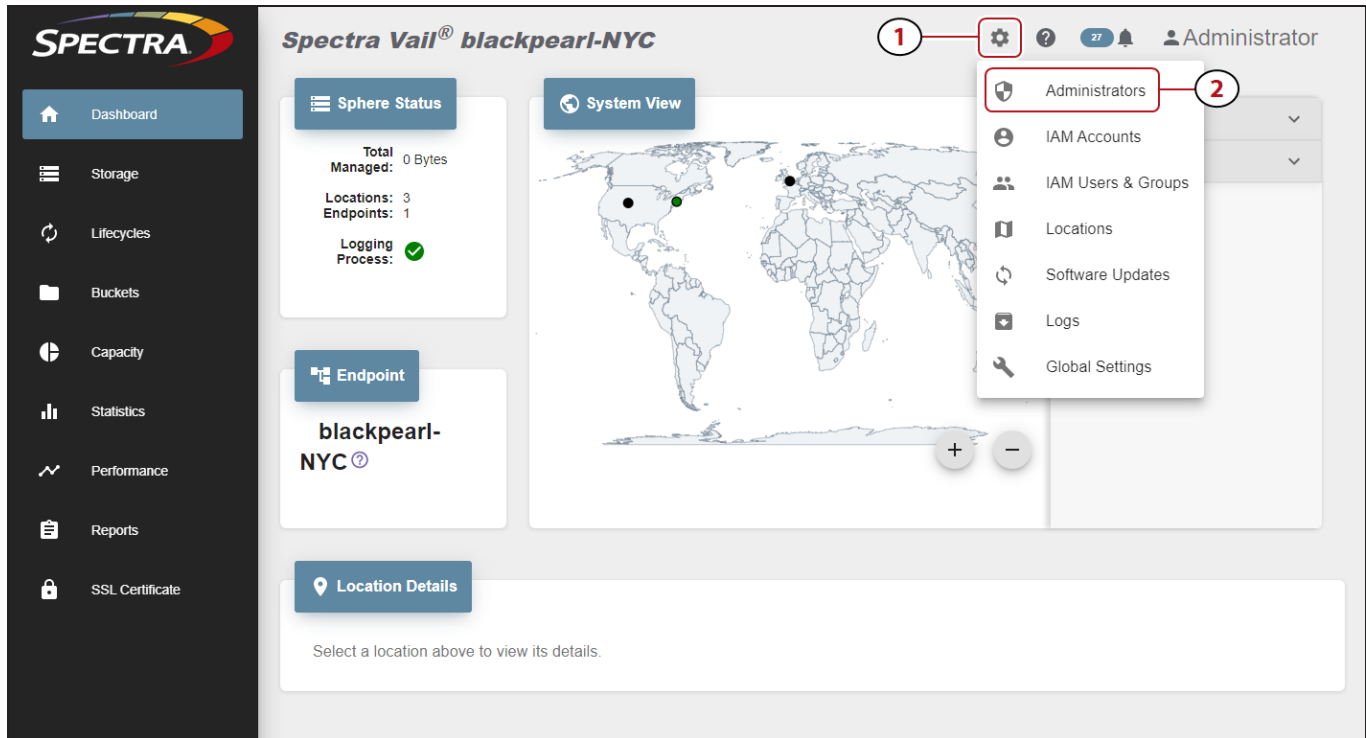 SPECTRA
Spectra Vail® blackpearl-NYC
1
27
Administrator
Dashboard
Storage
Lifecycles
Buckets
Capacity
Statistics
Performance
Reports
SSL Certificate
Sphere Status
Total Managed: 0 Bytes
Locations: 3
Endpoints: 1
Logging Process:
System View
Administrators
2
IAM Accounts
IAM Users & Groups
Locations
Software Updates
Logs
Global Settings
+ −
Endpoint
blackpearl-
NYC
Location Details
Select a location above to view its details.